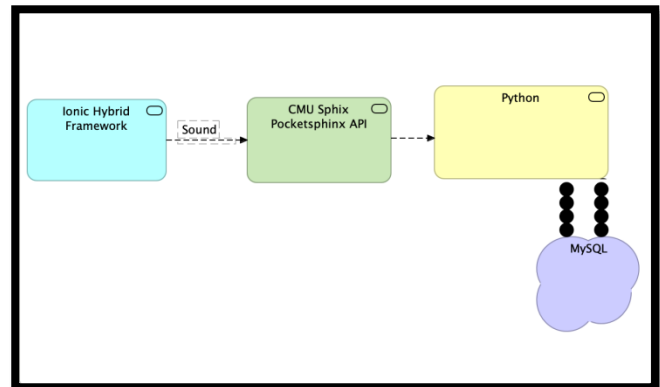 Ionic Hybrid
Framework
Sound
CMU Sphix
Pocketsphinx API
Python
MySQL